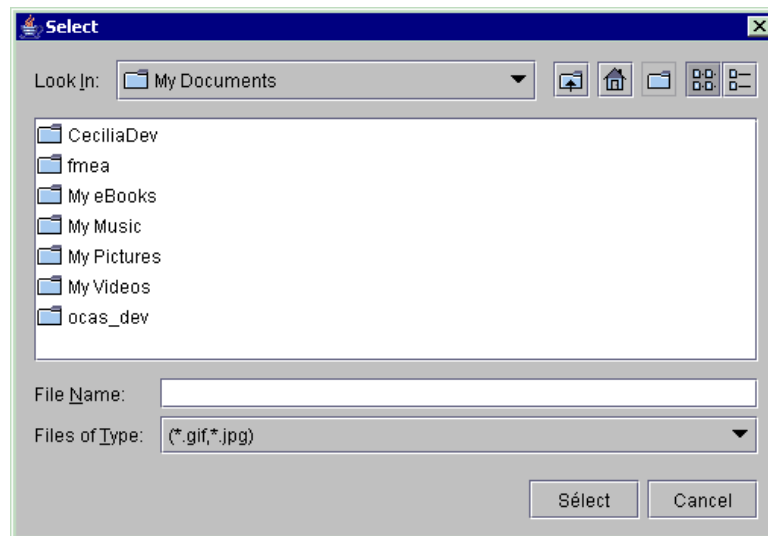 Select
Look In: My Documents
CeciliaDev
fmea
My eBooks
My Music
My Pictures
My Videos
ocas_dev
File Name:
Files of Type: (*.gif,*.jpg)
Séléct Cancel